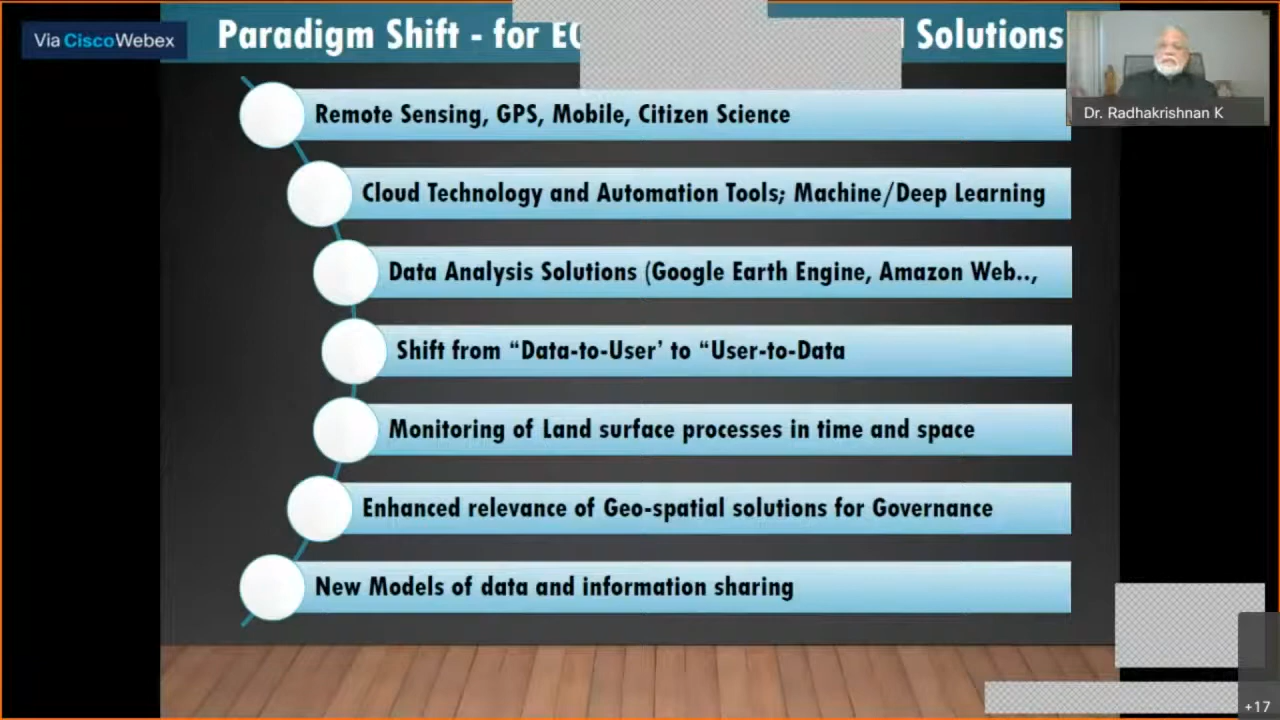 Via Cisco Webex
Paradigm Shift - for Solutions
Dr. Radhakrishnan K
Remote Sensing, GPS, Mobile, Citizen Science
Cloud Technology and Automation Tools; Machine/Deep Learning
Data Analysis Solutions (Google Earth Engine, Amazon Web..,
Shift from “Data-to-User’ to “User-to-Data
Monitoring of Land surface processes in time and space
Enhanced relevance of Geo-spatial solutions for Governance
New Models of data and information sharing
+17